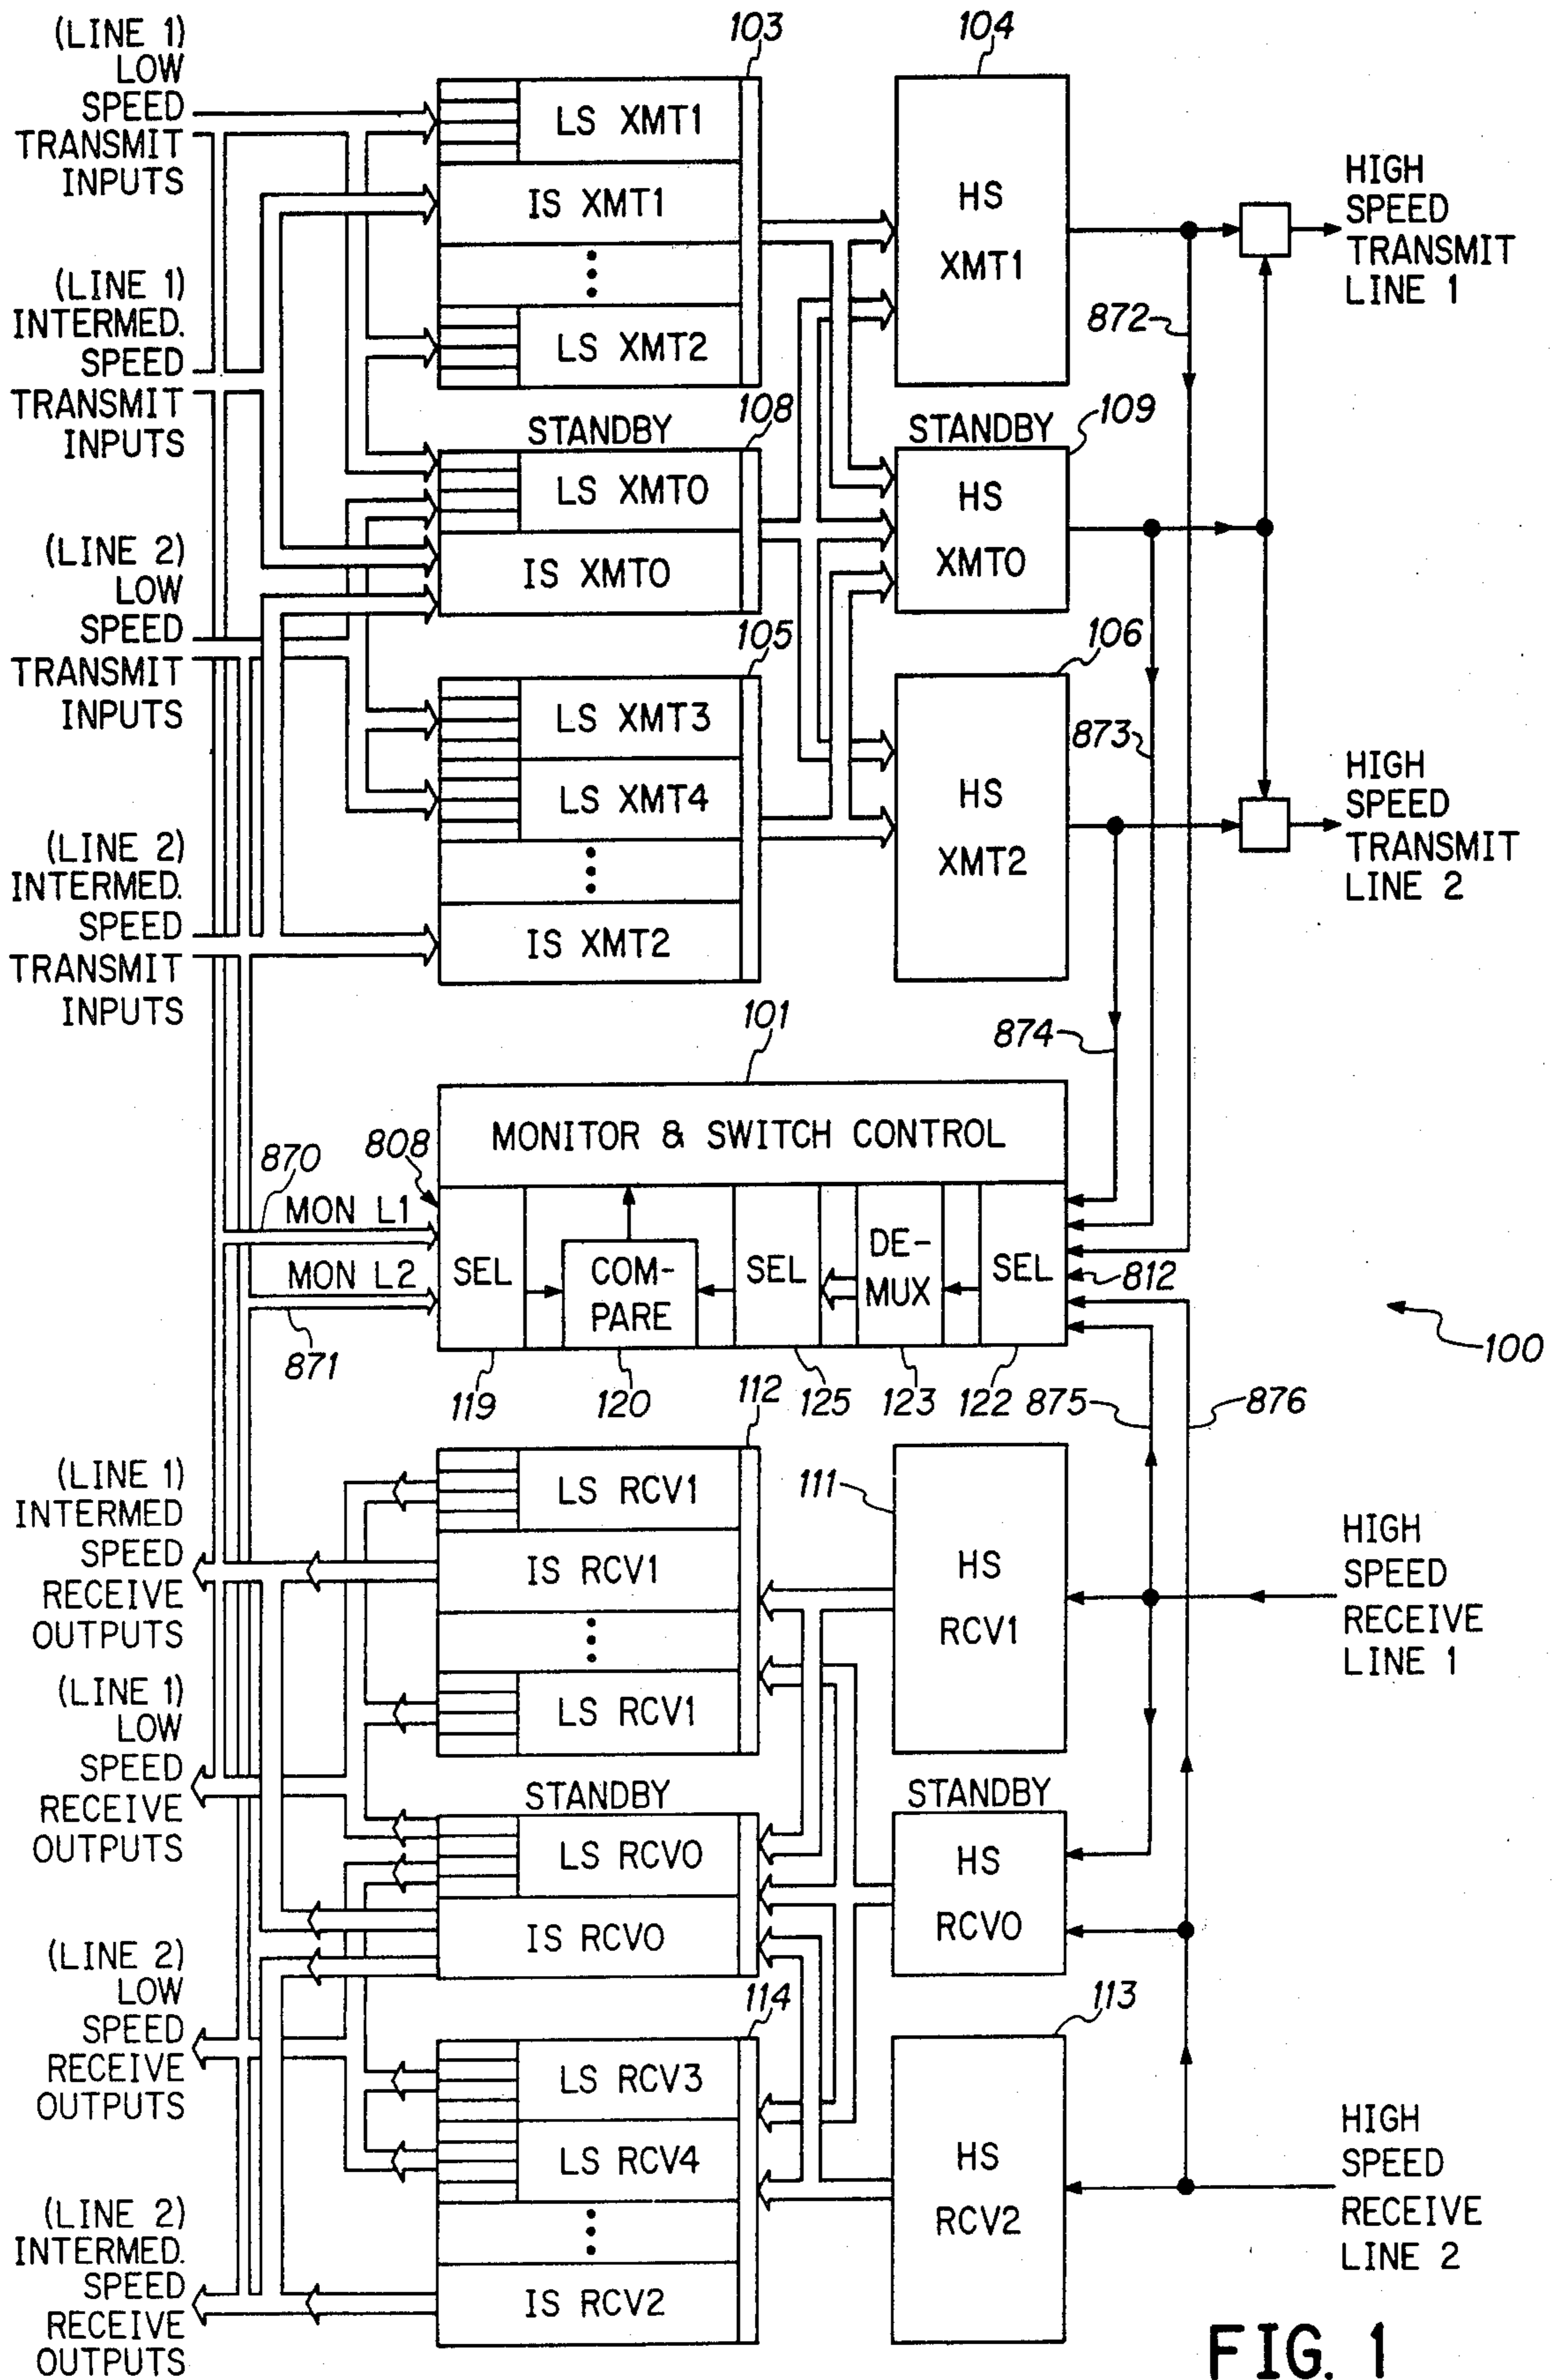 (LINE 1)
LOW
SPEED
TRANSMIT
INPUTS
(LINE 1)
INTERMED.
SPEED
TRANSMIT
INPUTS
(LINE 2)
LOW
SPEED
TRANSMIT
INPUTS
(LINE 2)
INTERMED.
SPEED
TRANSMIT
INPUTS
103
LS XMT1
IS XMT1
LS XMT2
STANDBY
108
LS XMT0
IS XMT0
105
LS XMT3
LS XMT4
IS XMT2
104
HS
XMT1
STANDBY
109
HS
XMT0
106
HS
XMT2
872
873
874
HIGH
SPEED
TRANSMIT
LINE 1
HIGH
SPEED
TRANSMIT
LINE 2
101
MONITOR & SWITCH CONTROL
808
870
MON L1
MON L2
871
SEL
COM-
PARE
SEL
DE-
MUX
SEL
812
100
119
120
125
123
122
875
876
112
LS RCV1
IS RCV1
LS RCV1
STANDBY
LS RCV0
IS RCV0
114
LS RCV3
LS RCV4
IS RCV2
111
HS
RCV1
STANDBY
HS
RCV0
113
HS
RCV2
(LINE 1)
INTERMED
SPEED
RECEIVE
OUTPUTS
(LINE 1)
LOW
SPEED
RECEIVE
OUTPUTS
(LINE 2)
LOW
SPEED
RECEIVE
OUTPUTS
(LINE 2)
INTERMED.
SPEED
RECEIVE
OUTPUTS
HIGH
SPEED
RECEIVE
LINE 1
HIGH
SPEED
RECEIVE
LINE 2
FIG. 1